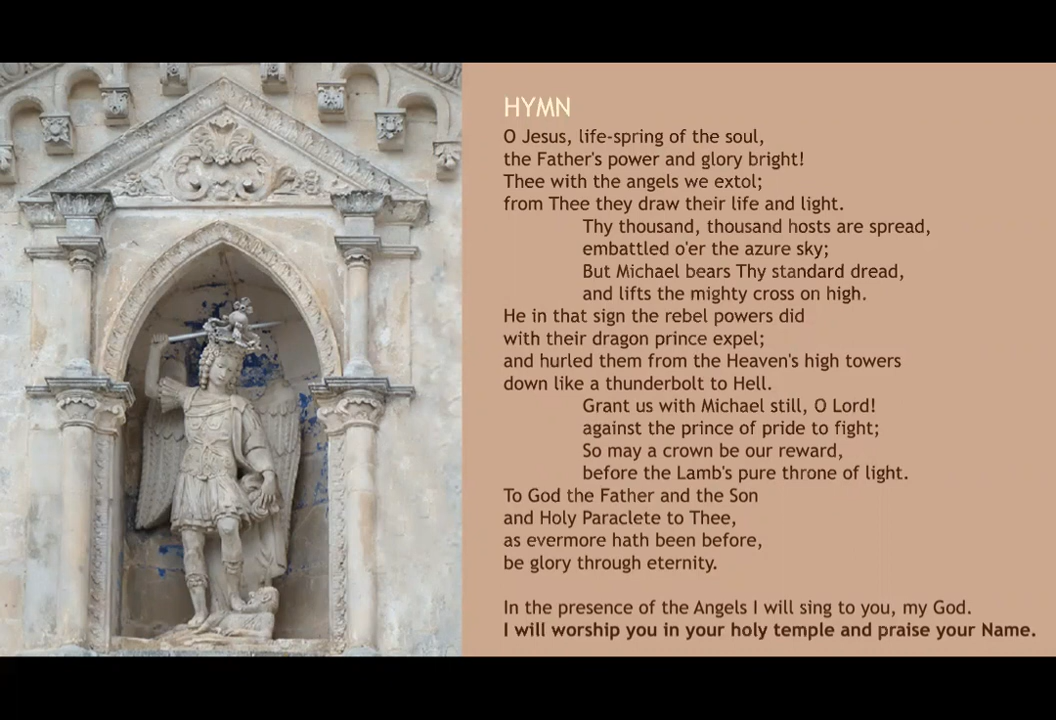 HYMN
O Jesus, life-spring of the soul,
the Father's power and glory bright!
Thee with the angels we extol;
from Thee they draw their life and light.
Thy thousand, thousand hosts are spread,
embattled o'er the azure sky;
But Michael bears Thy standard dread,
and lifts the mighty cross on high.
He in that sign the rebel powers did
with their dragon prince expel;
and hurled them from the Heaven's high towers
down like a thunderbolt to Hell.
Grant us with Michael still, O Lord!
against the prince of pride to fight;
So may a crown be our reward,
before the Lamb's pure throne of light.
To God the Father and the Son
and Holy Paraclete to Thee,
as evermore hath been before,
be glory through eternity.
In the presence of the Angels I will sing to you, my God.
I will worship you in your holy temple and praise your Name.